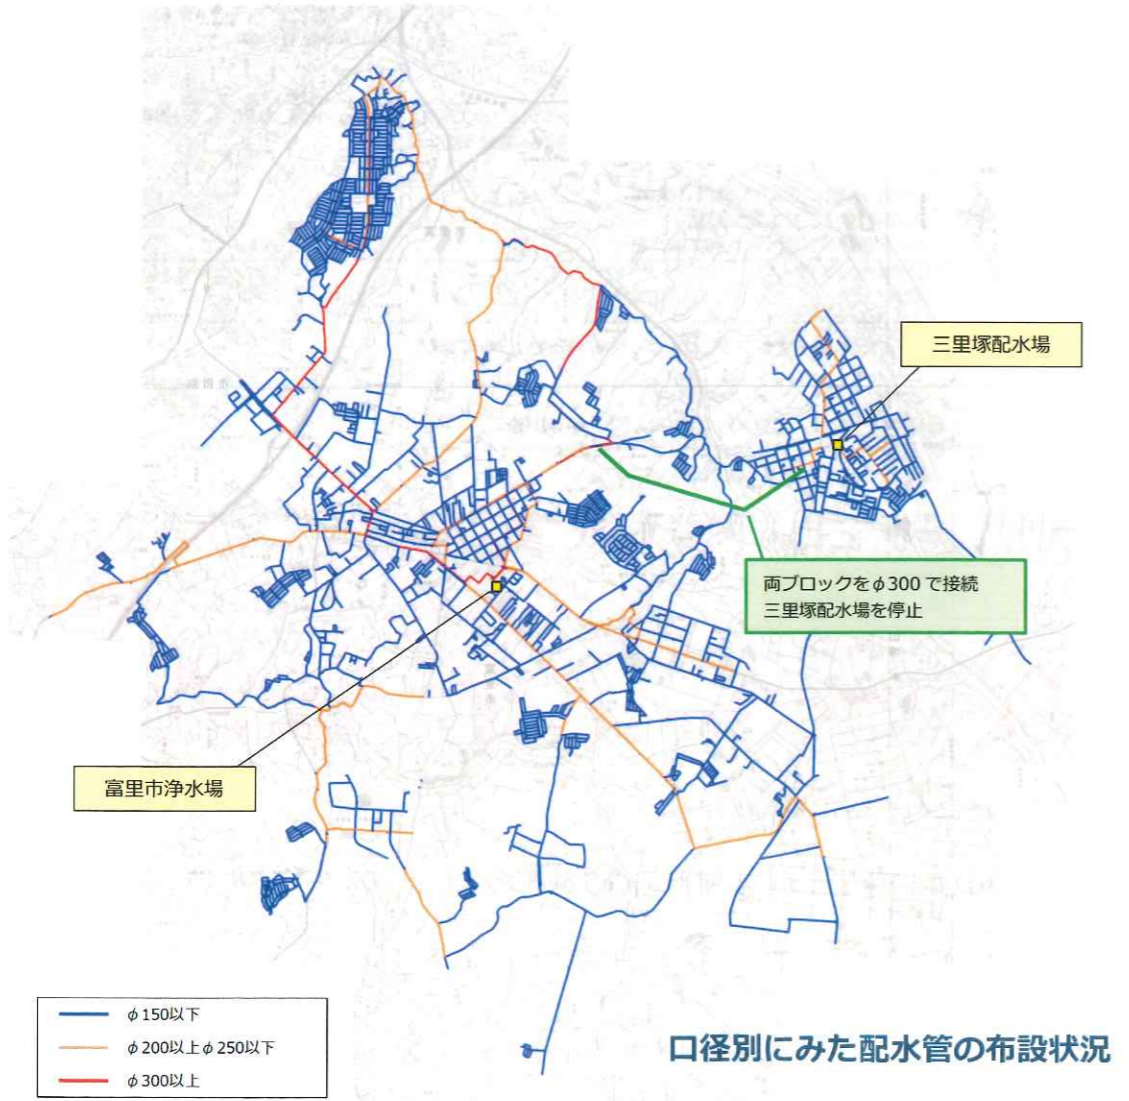 三里塚配水場
両ブロックをφ300で接続
三里塚配水場を停止
富里市浄水場
φ150以下
φ200以上φ250以下
φ300以上
口径別にみた配水管の布設状況